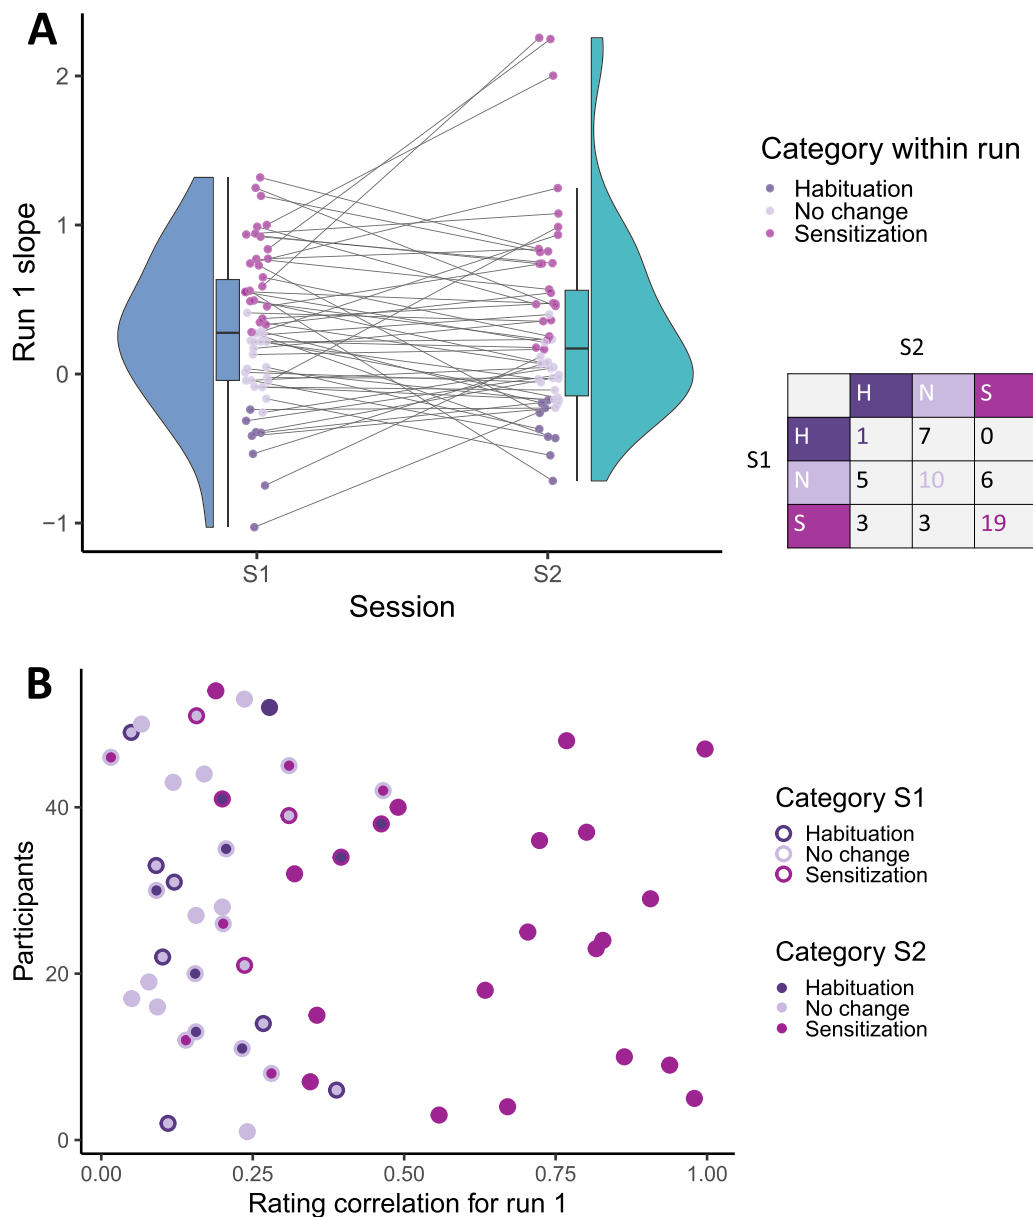 A
2
1
0
−1
Run 1 slope
S1
S2
Session
Category within run
Habituation
No change
Sensitization
S2
H N S
H 1 7 0
S1
N 5 10 6
S 3 3 19
B
40
20
0
Participants
0.00 0.25 0.50 0.75 1.00
Rating correlation for run 1
Category S1
Habituation
No change
Sensitization
Category S2
Habituation
No change
Sensitization